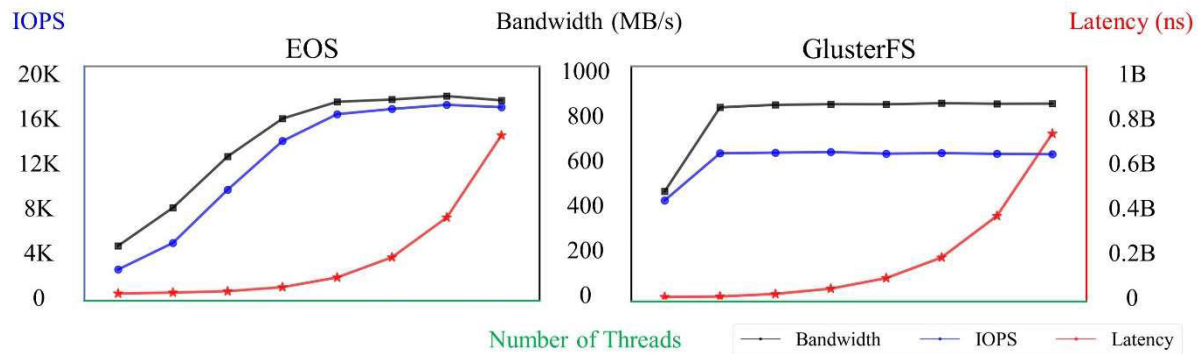 IOPS Bandwidth (MB/s) Latency (ns)
EOS GlusterFS
20K 1000 1B
16K 800 0.8B
12K 600 0.6B
8K 400 0.4B
4K 200 0.2B
0 0 0
Number of Threads Bandwidth IOPS Latency